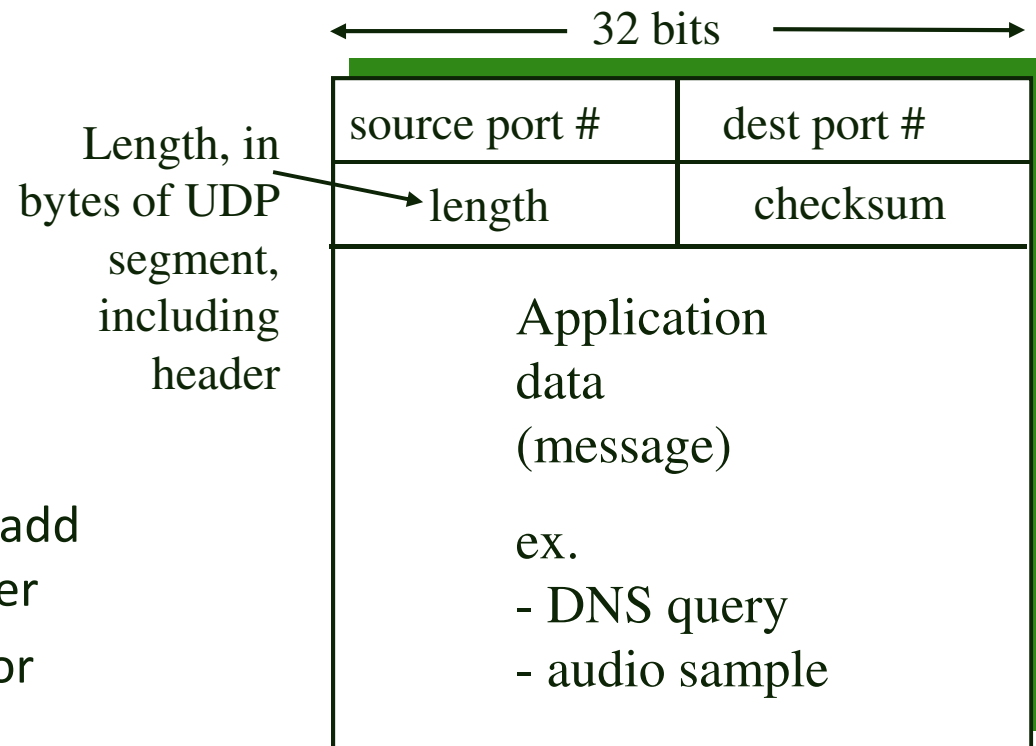 32 bits
source port # dest port #
Length, in
bytes of UDP
segment,
including
header
length checksum
Application
data
(message)
ex.
- DNS query
- audio sample
add
er
or